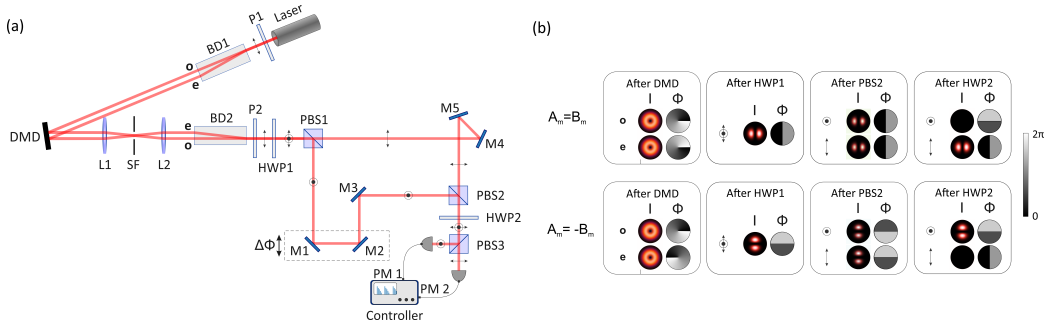 (a)
Laser
P1
BD1
o
e
DMD
L1
SF
L2
e
o
BD2
P2
HWP1
PBS1
M5
M4
M3
PBS2
HWP2
ΔΦ
M1
M2
PBS3
PM 1
PM 2
Controller
(b)
After DMD
I Φ
After HWP1
I Φ
After PBS2
I Φ
After HWP2
I Φ
Aₘ=Bₘ
o
e
2π
0
After DMD
I Φ
After HWP1
I Φ
After PBS2
I Φ
After HWP2
I Φ
Aₘ= -Bₘ
o
e